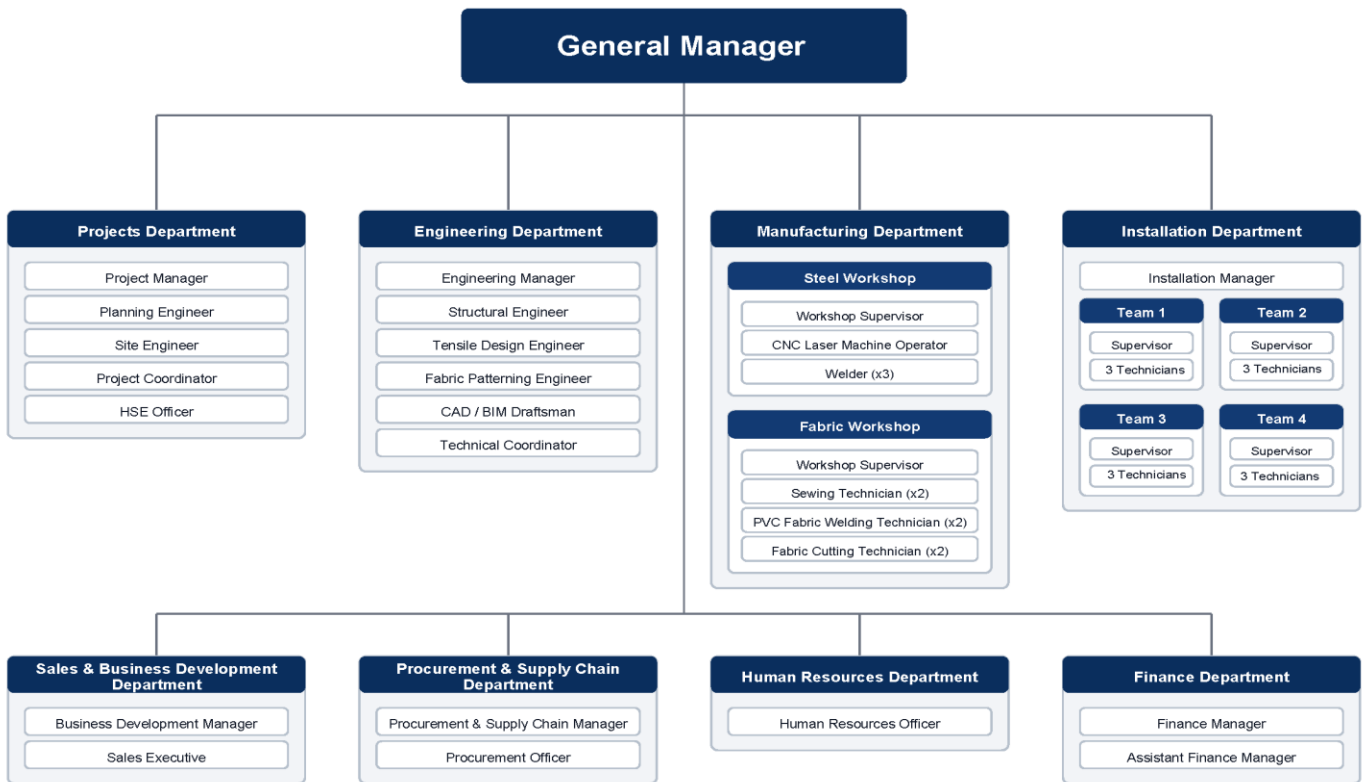 General Manager
Projects Department
Project Manager
Planning Engineer
Site Engineer
Project Coordinator
HSE Officer
Engineering Department
Engineering Manager
Structural Engineer
Tensile Design Engineer
Fabric Patterning Engineer
CAD / BIM Draftsman
Technical Coordinator
Manufacturing Department
Steel Workshop
Workshop Supervisor
CNC Laser Machine Operator
Welder (x3)
Fabric Workshop
Workshop Supervisor
Sewing Technician (x2)
PVC Fabric Welding Technician (x2)
Fabric Cutting Technician (x2)
Installation Department
Installation Manager
Team 1
Supervisor
3 Technicians
Team 2
Supervisor
3 Technicians
Team 3
Supervisor
3 Technicians
Team 4
Supervisor
3 Technicians
Sales & Business Development
Department
Business Development Manager
Sales Executive
Procurement & Supply Chain
Department
Procurement & Supply Chain Manager
Procurement Officer
Human Resources Department
Human Resources Officer
Finance Department
Finance Manager
Assistant Finance Manager